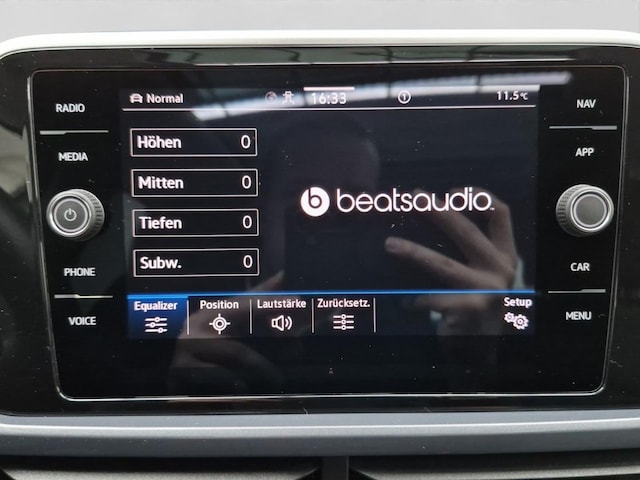 RADIO
MEDIA
PHONE
VOICE
Normal 16:33 11.5°C
Höhen 0
Mitten 0
Tiefen 0
Subw. 0
b beatsaudio™
Equalizer Position Lautstärke Zurücksetz. Setup
NAV
APP
CAR
MENU